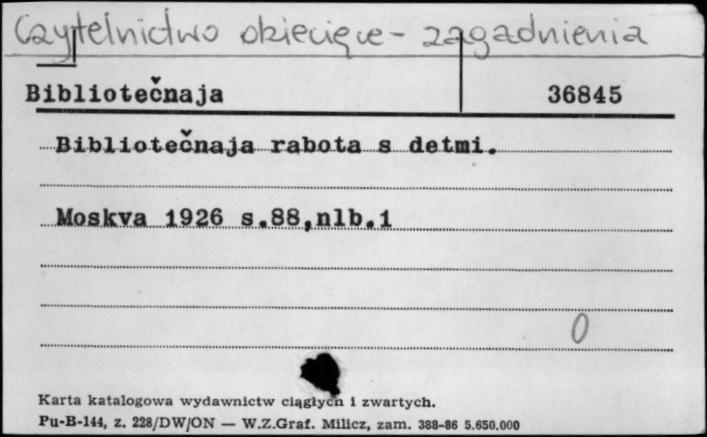 Czytelnictwo dziecięce - zagadnienia
Bibliotečnaja 36845
Bibliotečnaja rabota s detmi.
Moskva 1926 s.88,nlb.1
0
Karta katalogowa wydawnictw ciągłych i zwartych.
Pu-B-144, z. 228/DW/ON — W.Z.Graf. Milicz, zam. 388-86 5.650.000